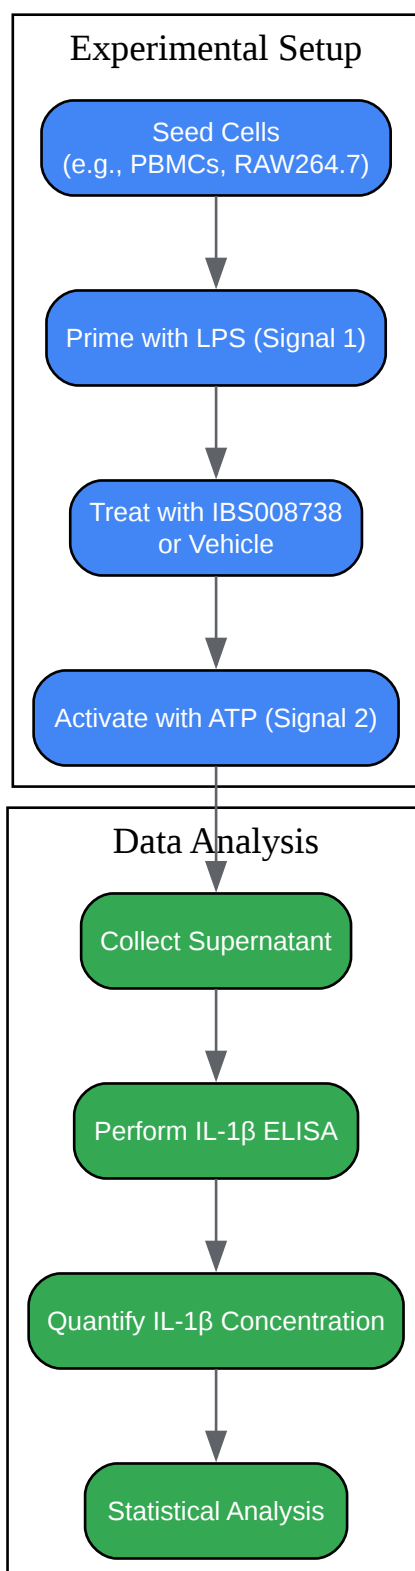 Experimental Setup
Seed Cells
(e.g., PBMCs, RAW264.7)
Prime with LPS (Signal 1)
Treat with IBS008738
or Vehicle
Activate with ATP (Signal 2)
Data Analysis
Collect Supernatant
Perform IL-1β ELISA
Quantify IL-1β Concentration
Statistical Analysis